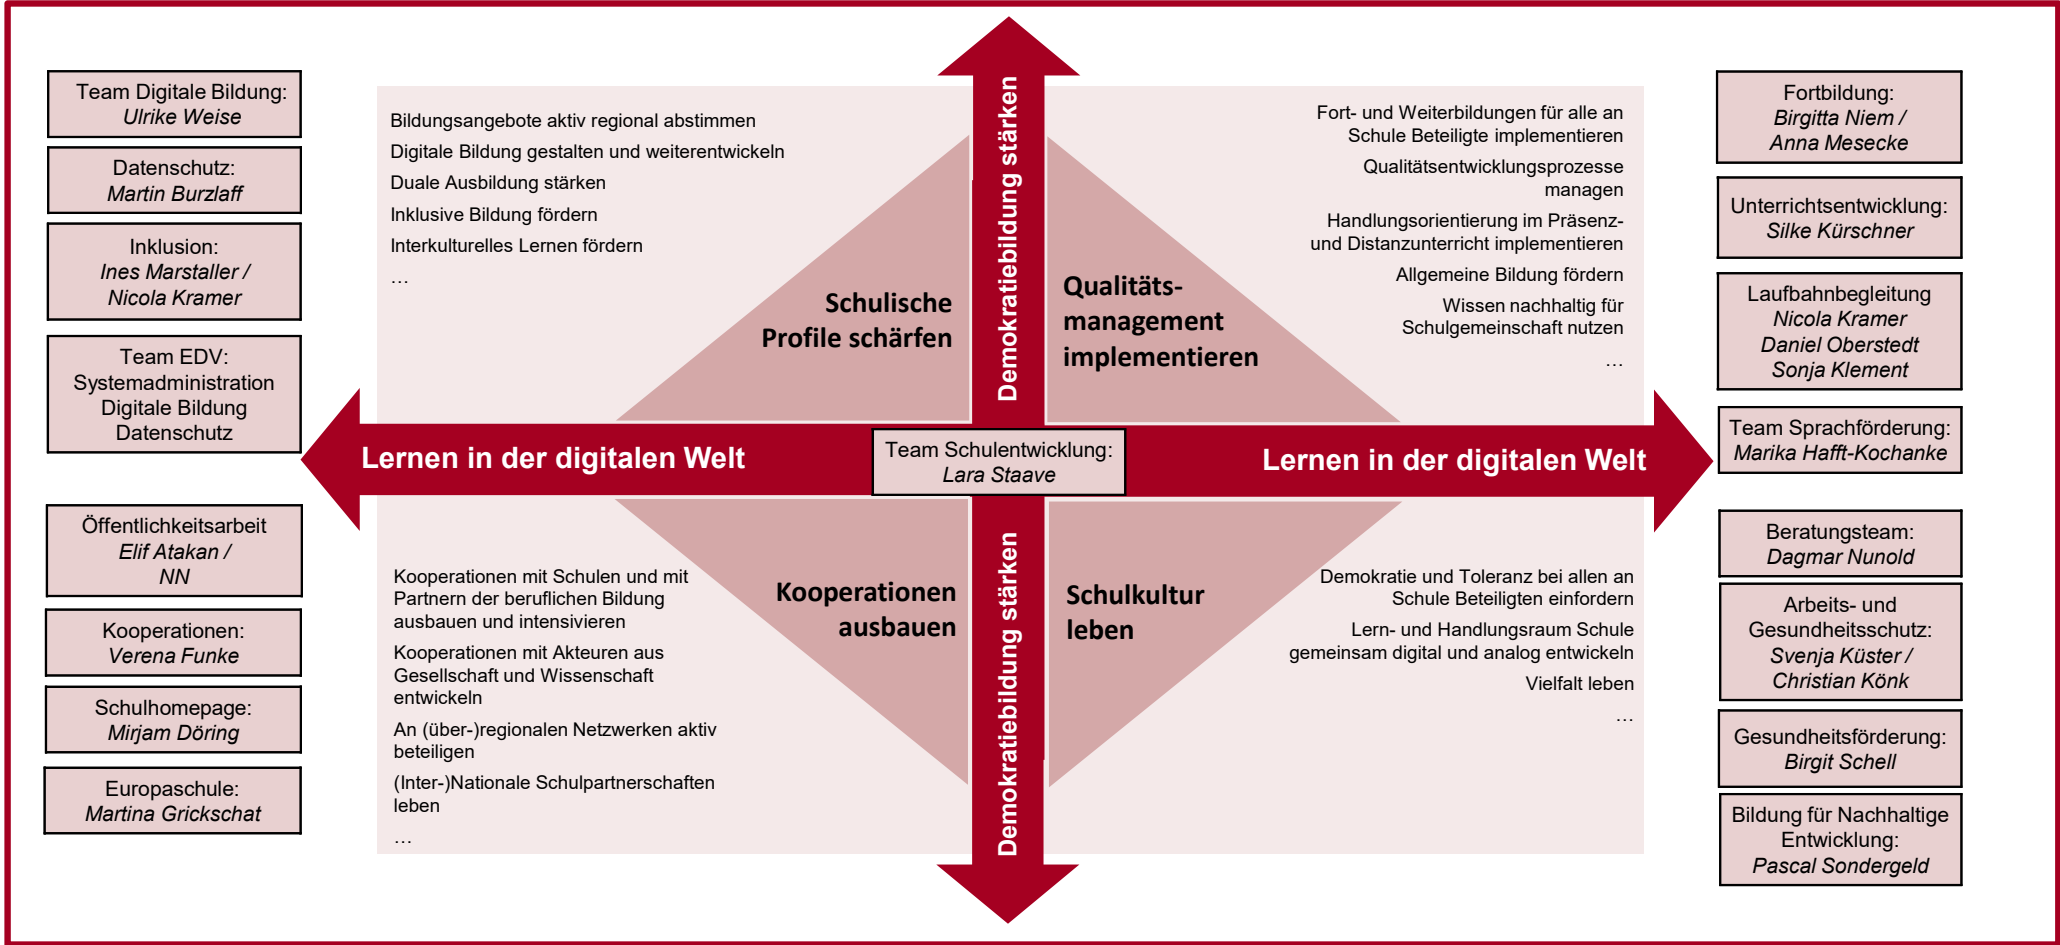 Team Digitale Bildung:
Ulrike Weise
Datenschutz:
Martin Burzlaff
Inklusion:
Ines Marstaller /
Nicola Kramer
Team EDV:
Systemadministration
Digitale Bildung
Datenschutz
Öffentlichkeitsarbeit
Elif Atakan /
NN
Kooperationen:
Verena Funke
Schulhomepage:
Mirjam Döring
Europaschule:
Martina Grickschat
Bildungsangebote aktiv regional abstimmen
Digitale Bildung gestalten und weiterentwickeln
Duale Ausbildung stärken
Inklusive Bildung fördern
Interkulturelles Lernen fördern
…
Schulische
Profile schärfen
Demokratiebildung stärken
Qualitäts-
management
implementieren
Fort- und Weiterbildungen für alle an
Schule Beteiligte implementieren
Qualitätsentwicklungsprozesse
managen
Handlungsorientierung im Präsenz-
und Distanzunterricht implementieren
Allgemeine Bildung fördern
Wissen nachhaltig für
Schulgemeinschaft nutzen
…
Lernen in der digitalen Welt
Team Schulentwicklung:
Lara Staave
Lernen in der digitalen Welt
Kooperationen mit Schulen und mit
Partnern der beruflichen Bildung
ausbauen und intensivieren
Kooperationen mit Akteuren aus
Gesellschaft und Wissenschaft
entwickeln
An (über-)regionalen Netzwerken aktiv
beteiligen
(Inter-)Nationale Schulpartnerschaften
leben
…
Kooperationen
ausbauen
Demokratiebildung stärken
Schulkultur
leben
Demokratie und Toleranz bei allen an
Schule Beteiligten einfordern
Lern- und Handlungsraum Schule
gemeinsam digital und analog entwickeln
Vielfalt leben
…
Fortbildung:
Birgitta Niem /
Anna Mesecke
Unterrichtsentwicklung:
Silke Kürschner
Laufbahnbegleitung
Nicola Kramer
Daniel Oberstedt
Sonja Klement
Team Sprachförderung:
Marika Hafft-Kochanke
Beratungsteam:
Dagmar Nunold
Arbeits- und
Gesundheitsschutz:
Svenja Küster /
Christian Könk
Gesundheitsförderung:
Birgit Schell
Bildung für Nachhaltige
Entwicklung:
Pascal Sondergeld